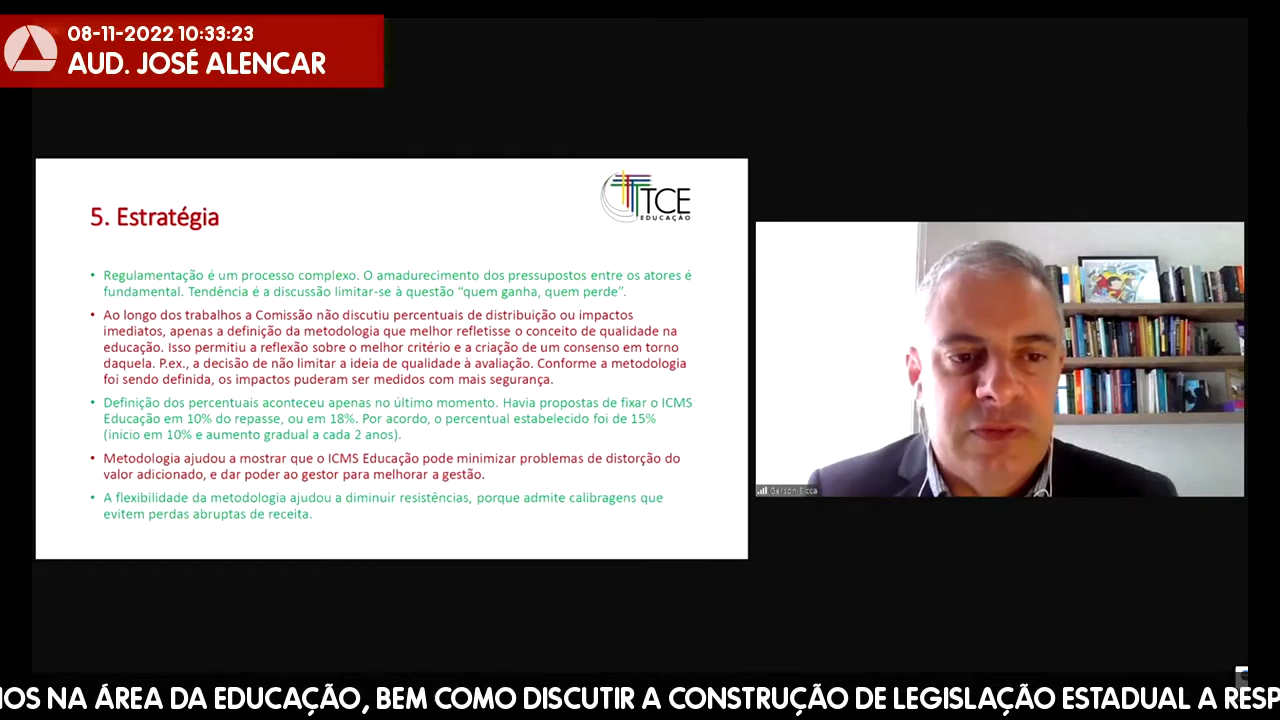 08-11-2022 10:33:23
AUD. JOSÉ ALENCAR
TCE
EDUCAÇÃO
5. Estratégia
• Regulamentação é um processo complexo. O amadurecimento dos pressupostos entre os atores é
fundamental. Tendência é a discussão limitar-se à questão “quem ganha, quem perde”.
• Ao longo dos trabalhos a Comissão não discutiu percentuais de distribuição ou impactos
imediatos, apenas a definição da metodologia que melhor refletisse o conceito de qualidade na
educação. Isso permitiu a reflexão sobre o melhor critério e a criação de um consenso em torno
daquela. P.ex., a decisão de não limitar a ideia de qualidade à avaliação. Conforme a metodologia
foi sendo definida, os impactos puderam ser medidos com mais segurança.
• Definição dos percentuais aconteceu apenas no último momento. Havia propostas de fixar o ICMS
Educação em 10% do repasse, ou em 18%. Por acordo, o percentual estabelecido foi de 15%
(inicio em 10% e aumento gradual a cada 2 anos).
• Metodologia ajudou a mostrar que o ICMS Educação pode minimizar problemas de distorção do
valor adicionado, e dar poder ao gestor para melhorar a gestão.
• A flexibilidade da metodologia ajudou a diminuir resistências, porque admite calibragens que
evitem perdas abruptas de receita.
Gerson Sicca
IOS NA ÁREA DA EDUCAÇÃO, BEM COMO DISCUTIR A CONSTRUÇÃO DE LEGISLAÇÃO ESTADUAL A RESP